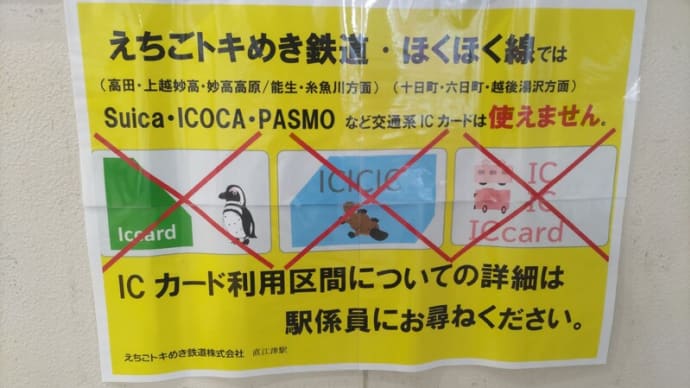 えちごトキめき鉄道・ほくほく線では
（高田・上越妙高・妙高高原/能生・糸魚川方面）（十日町・六日町・越後湯沢方面）
Suica・ICOCA・PASMO など交通系ICカードは使えません.
Iccard
ICICIC
IC
IC
ICcard
IC カード利用区間についての詳細は
駅係員にお尋ねください。
えちごトキめき鉄道株式会社 直江津駅